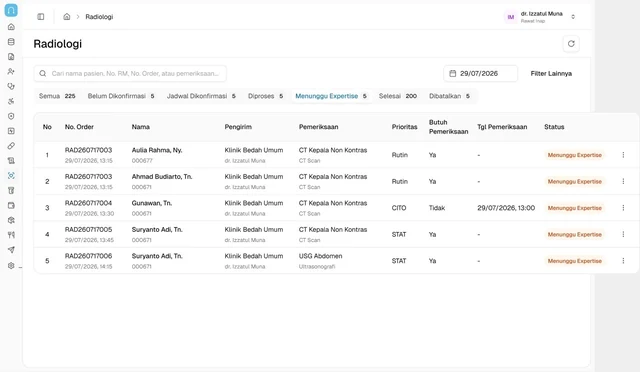 Radiologi
IM
dr. Izzatul Muna
Rawat Inap
Radiologi
Cari nama pasien, No. RM, No. Order, atau pemeriksaan...
29/07/2026
Filter Lainnya
Semua 225 Belum Dikonfirmasi 5 Jadwal Dikonfirmasi 5 Diproses 5 Menunggu Expertise 5 Selesai 200 Dibatalkan 5
No No. Order Nama Pengirim Pemeriksaan Prioritas Butuh Pemeriksaan Tgl Pemeriksaan Status
1 RAD260717003 Aulia Rahma, Ny. Klinik Bedah Umum CT Kepala Non Kontras Rutin Ya - Menunggu Expertise
29/07/2026, 13:15 000677 dr. Izzatul Muna CT Scan
2 RAD260717003 Ahmad Budiarto, Tn. Klinik Bedah Umum CT Kepala Non Kontras Rutin Ya - Menunggu Expertise
29/07/2026, 13:15 000671 dr. Izzatul Muna CT Scan
3 RAD260717004 Gunawan, Tn. Klinik Bedah Umum CT Kepala Non Kontras CITO Tidak 29/07/2026, 13:00 Menunggu Expertise
29/07/2026, 13:30 000671 dr. Izzatul Muna CT Scan
4 RAD260717005 Suryanto Adi, Tn. Klinik Bedah Umum CT Kepala Non Kontras STAT Ya - Menunggu Expertise
29/07/2026, 13:45 000671 dr. Izzatul Muna CT Scan
5 RAD260717006 Suryanto Adi, Tn. Klinik Bedah Umum USG Abdomen STAT Ya - Menunggu Expertise
29/07/2026, 14:15 000671 dr. Izzatul Muna Ultrasonografi